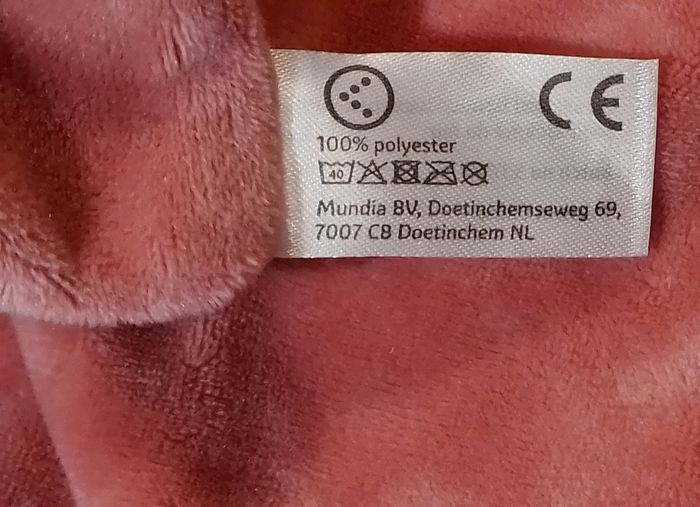 CE
100% polyester
40
Mundia BV, Doetinchemseweg 69,
7007 CB Doetinchem NL